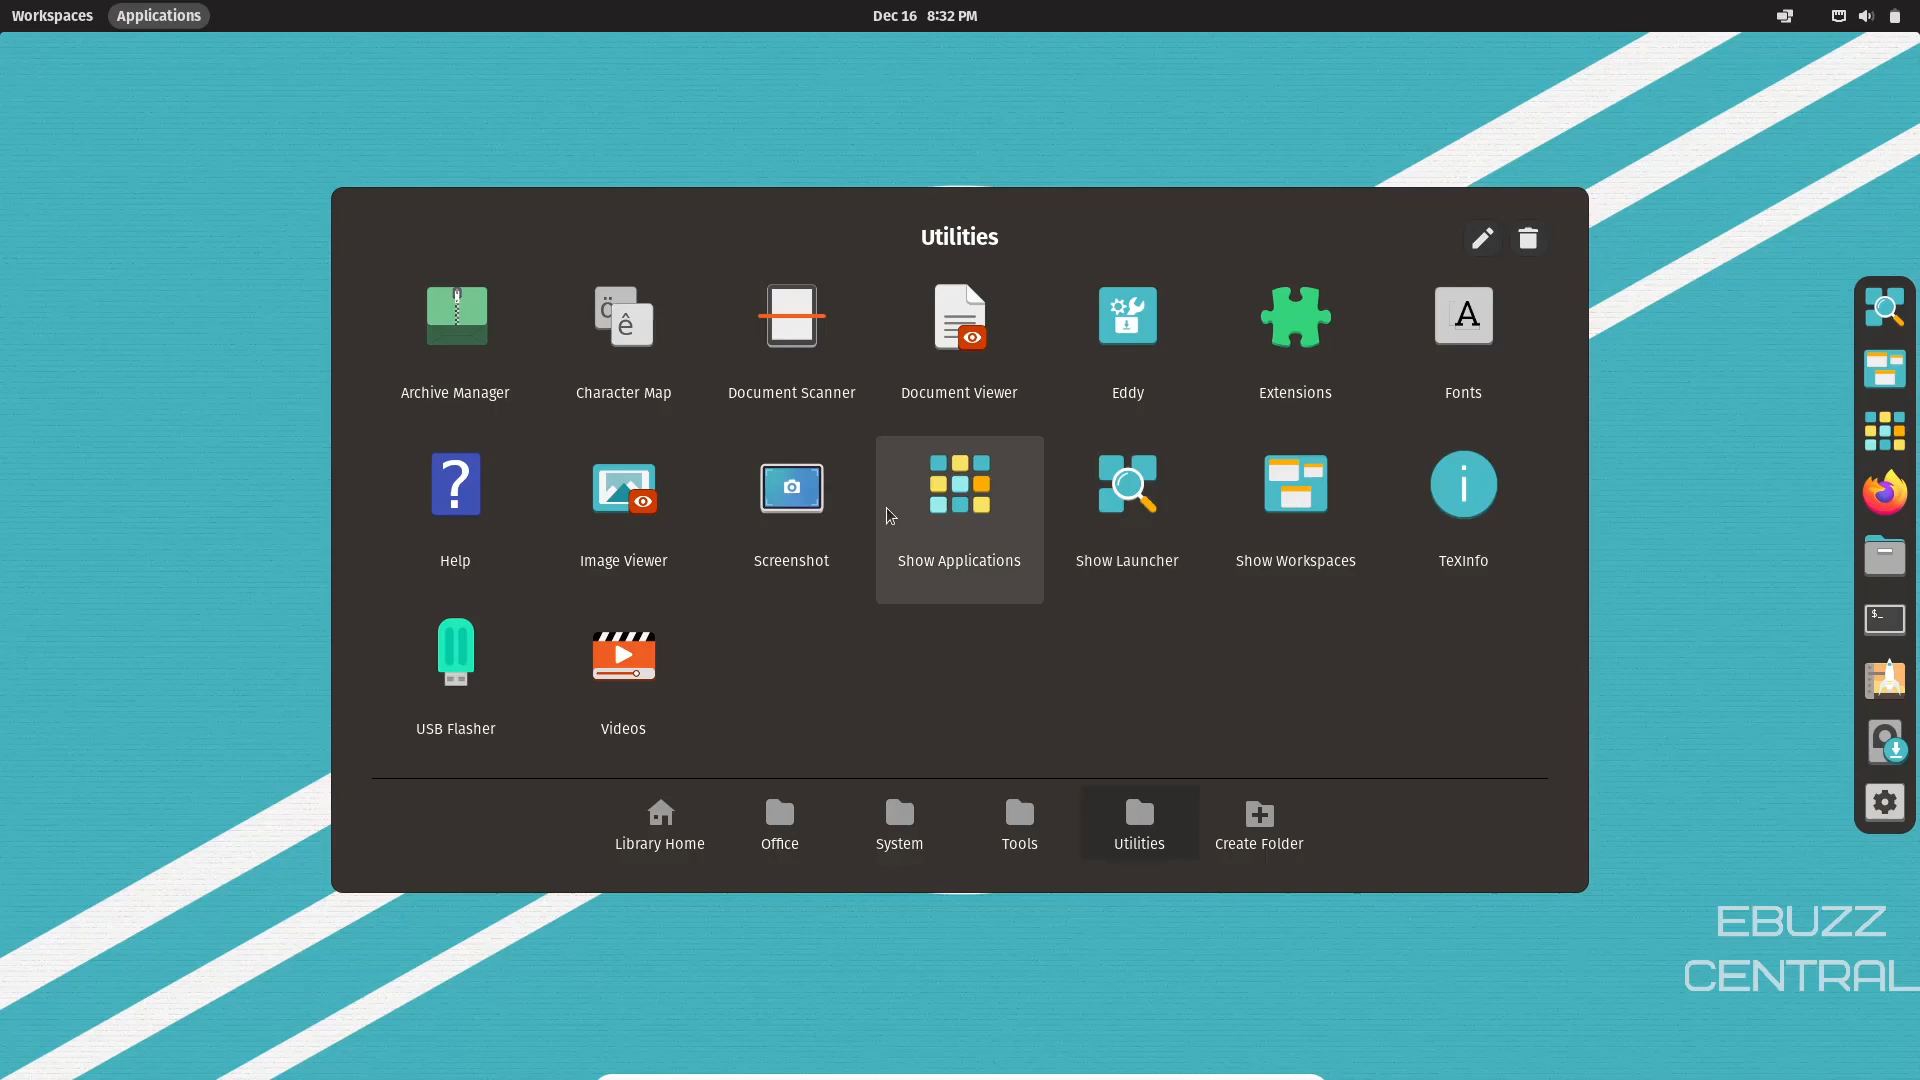 Workspaces Applications Dec 16 8:32 PM
Utilities
Archive Manager Character Map Document Scanner Document Viewer Eddy Extensions Fonts
Help Image Viewer Screenshot Show Applications Show Launcher Show Workspaces TeXInfo
USB Flasher Videos
Library Home Office System Tools Utilities Create Folder
EBUZZ
CENTRAL